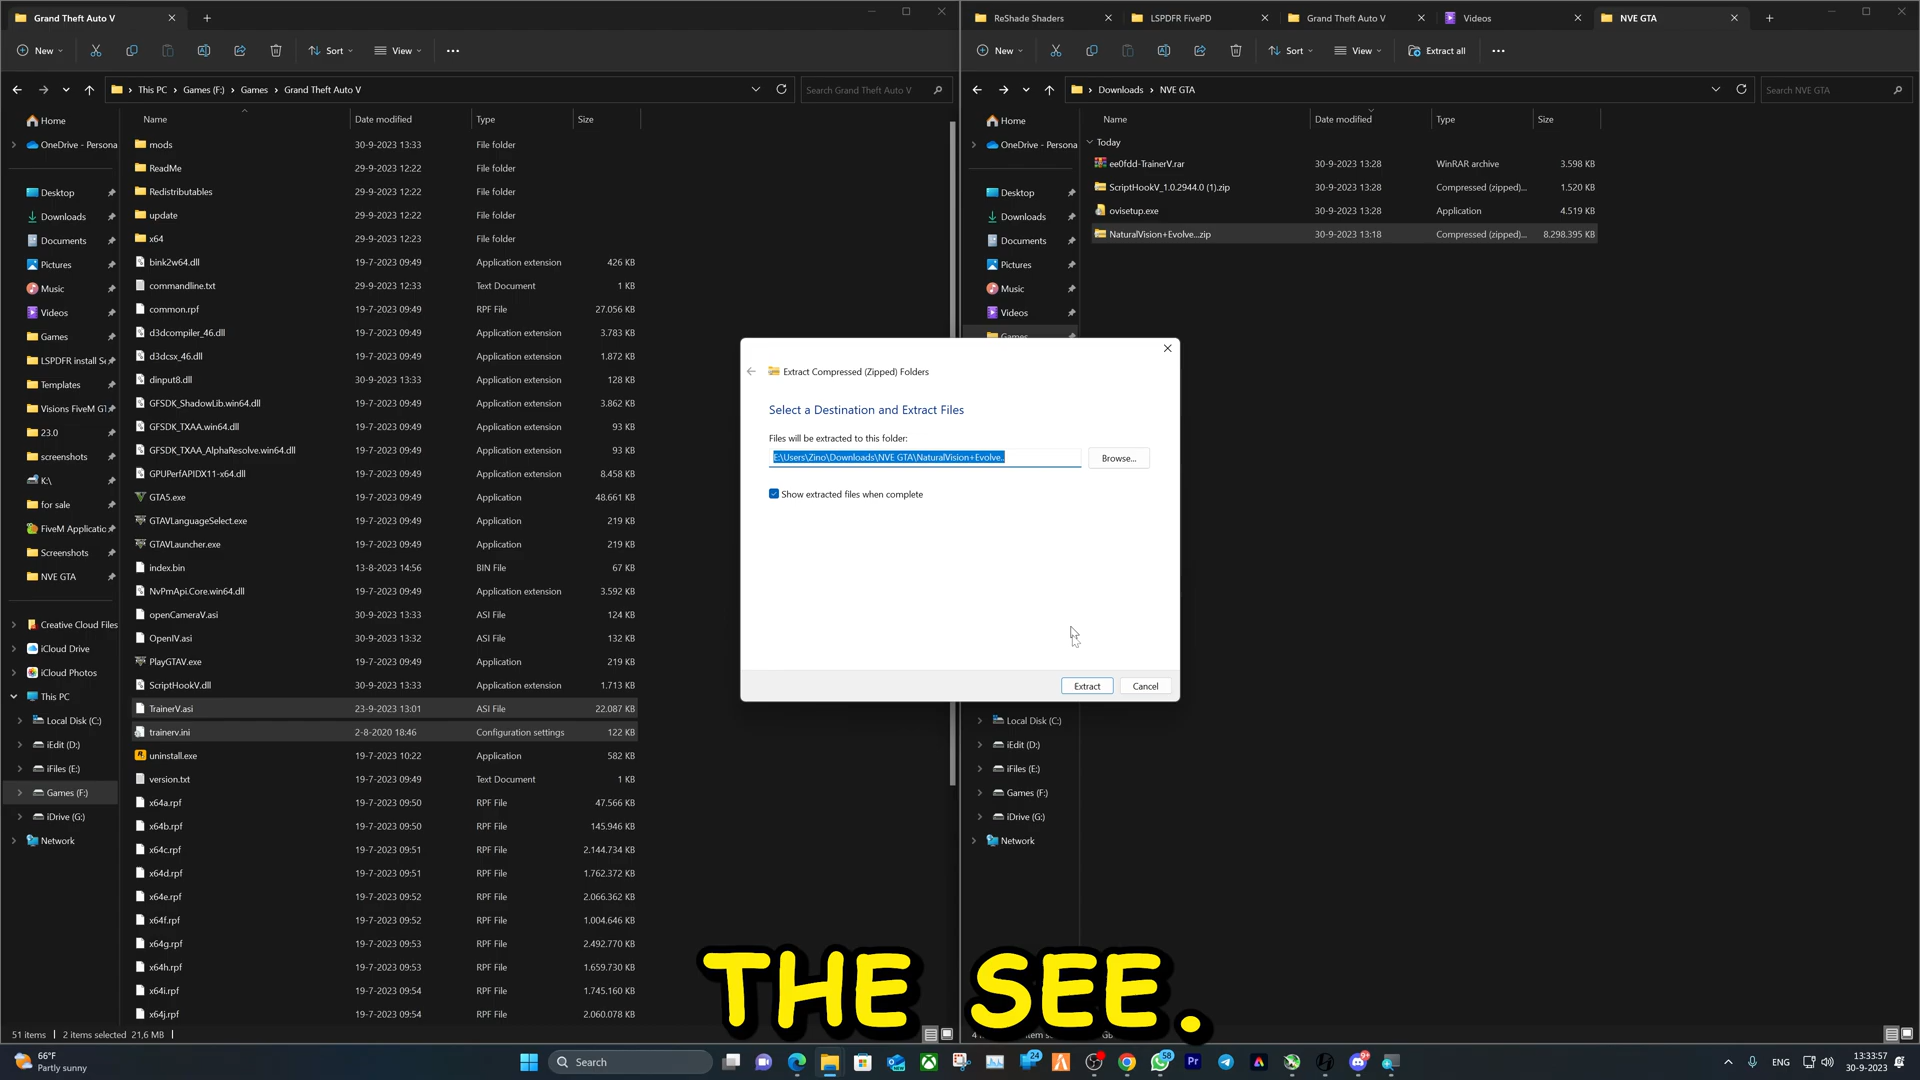 Grand Theft Auto V
New
Sort
View
This PC > Games (F:) > Games > Grand Theft Auto V
Search Grand Theft Auto V
Home
OneDrive - Persona
Desktop
Downloads
Documents
Pictures
Music
Videos
Games
LSPDFR install Se
Templates
Visions FiveM GT
23.0
screenshots
K:\
for sale
FiveM Applicatic
Screenshots
NVE GTA
Creative Cloud Files
iCloud Drive
iCloud Photos
This PC
Local Disk (C:)
iEdit (D:)
iFiles (E:)
Games (F:)
iDrive (G:)
Network
Name Date modified Type Size
mods 30-9-2023 13:33 File folder
ReadMe 29-9-2023 12:22 File folder
Redistributables 29-9-2023 12:22 File folder
update 29-9-2023 12:22 File folder
x64 29-9-2023 12:23 File folder
bink2w64.dll 19-7-2023 09:49 Application extension 426 KB
commandline.txt 29-9-2023 12:33 Text Document 1 KB
common.rpf 19-7-2023 09:49 RPF File 27.056 KB
d3dcompiler_46.dll 19-7-2023 09:49 Application extension 3.783 KB
d3dcsx_46.dll 19-7-2023 09:49 Application extension 1.872 KB
dinput8.dll 30-9-2023 13:33 Application extension 128 KB
GFSDK_ShadowLib.win64.dll 19-7-2023 09:49 Application extension 3.862 KB
GFSDK_TXAA.win64.dll 19-7-2023 09:49 Application extension 93 KB
GFSDK_TXAA_AlphaResolve.win64.dll 19-7-2023 09:49 Application extension 93 KB
GPUPerfAPIDX11-x64.dll 19-7-2023 09:49 Application extension 8.458 KB
GTA5.exe 19-7-2023 09:49 Application 48.661 KB
GTAVLanguageSelect.exe 19-7-2023 09:49 Application 219 KB
GTAVLauncher.exe 19-7-2023 09:49 Application 219 KB
index.bin 13-8-2023 14:56 BIN File 67 KB
NvPmApi.Core.win64.dll 19-7-2023 09:49 Application extension 3.592 KB
openCameraV.asi 30-9-2023 13:33 ASI File 124 KB
OpenIV.asi 30-9-2023 13:32 ASI File 132 KB
PlayGTAV.exe 19-7-2023 09:49 Application 219 KB
ScriptHookV.dll 30-9-2023 13:33 Application extension 1.713 KB
TrainerV.asi 23-9-2023 13:01 ASI File 22.087 KB
trainerv.ini 2-8-2020 18:46 Configuration settings 122 KB
uninstall.exe 19-7-2023 10:22 Application 582 KB
version.txt 19-7-2023 09:49 Text Document 1 KB
x64a.rpf 19-7-2023 09:50 RPF File 47.566 KB
x64b.rpf 19-7-2023 09:50 RPF File 145.946 KB
x64c.rpf 19-7-2023 09:51 RPF File 2.144.734 KB
x64d.rpf 19-7-2023 09:51 RPF File 1.762.372 KB
x64e.rpf 19-7-2023 09:52 RPF File 2.066.362 KB
x64f.rpf 19-7-2023 09:52 RPF File 1.004.646 KB
x64g.rpf 19-7-2023 09:53 RPF File 2.492.770 KB
x64h.rpf 19-7-2023 09:53 RPF File 1.659.730 KB
x64i.rpf 19-7-2023 09:54 RPF File 1.745.160 KB
x64j.rpf 19-7-2023 09:54 RPF File 2.060.078 KB
51 items 2 items selected 21,6 MB
ReShade Shaders
LSPDFR FivePD
Grand Theft Auto V
Videos
NVE GTA
New
Sort
View
Extract all
Downloads > NVE GTA
Search NVE GTA
Home
OneDrive - Persona
Desktop
Downloads
Documents
Pictures
Music
Videos
Games
Local Disk (C:)
iEdit (D:)
iFiles (E:)
Games (F:)
iDrive (G:)
Network
Name Date modified Type Size
Today
ee0fdd-TrainerV.rar 30-9-2023 13:28 WinRAR archive 3.598 KB
ScriptHookV_1.0.2944.0 (1).zip 30-9-2023 13:28 Compressed (zipped)... 1.520 KB
ovisetup.exe 30-9-2023 13:28 Application 4.519 KB
NaturalVision+Evolve...zip 30-9-2023 13:18 Compressed (zipped)... 8.298.395 KB
Extract Compressed (Zipped) Folders
Select a Destination and Extract Files
Files will be extracted to this folder:
E:\Users\Zino\Downloads\NVE GTA\NaturalVision+Evolve..
Browse...
Show extracted files when complete
Extract
Cancel
THE SEE.
66°F
Partly sunny
Search
24
58
ENG
13:33:57
30-9-2023